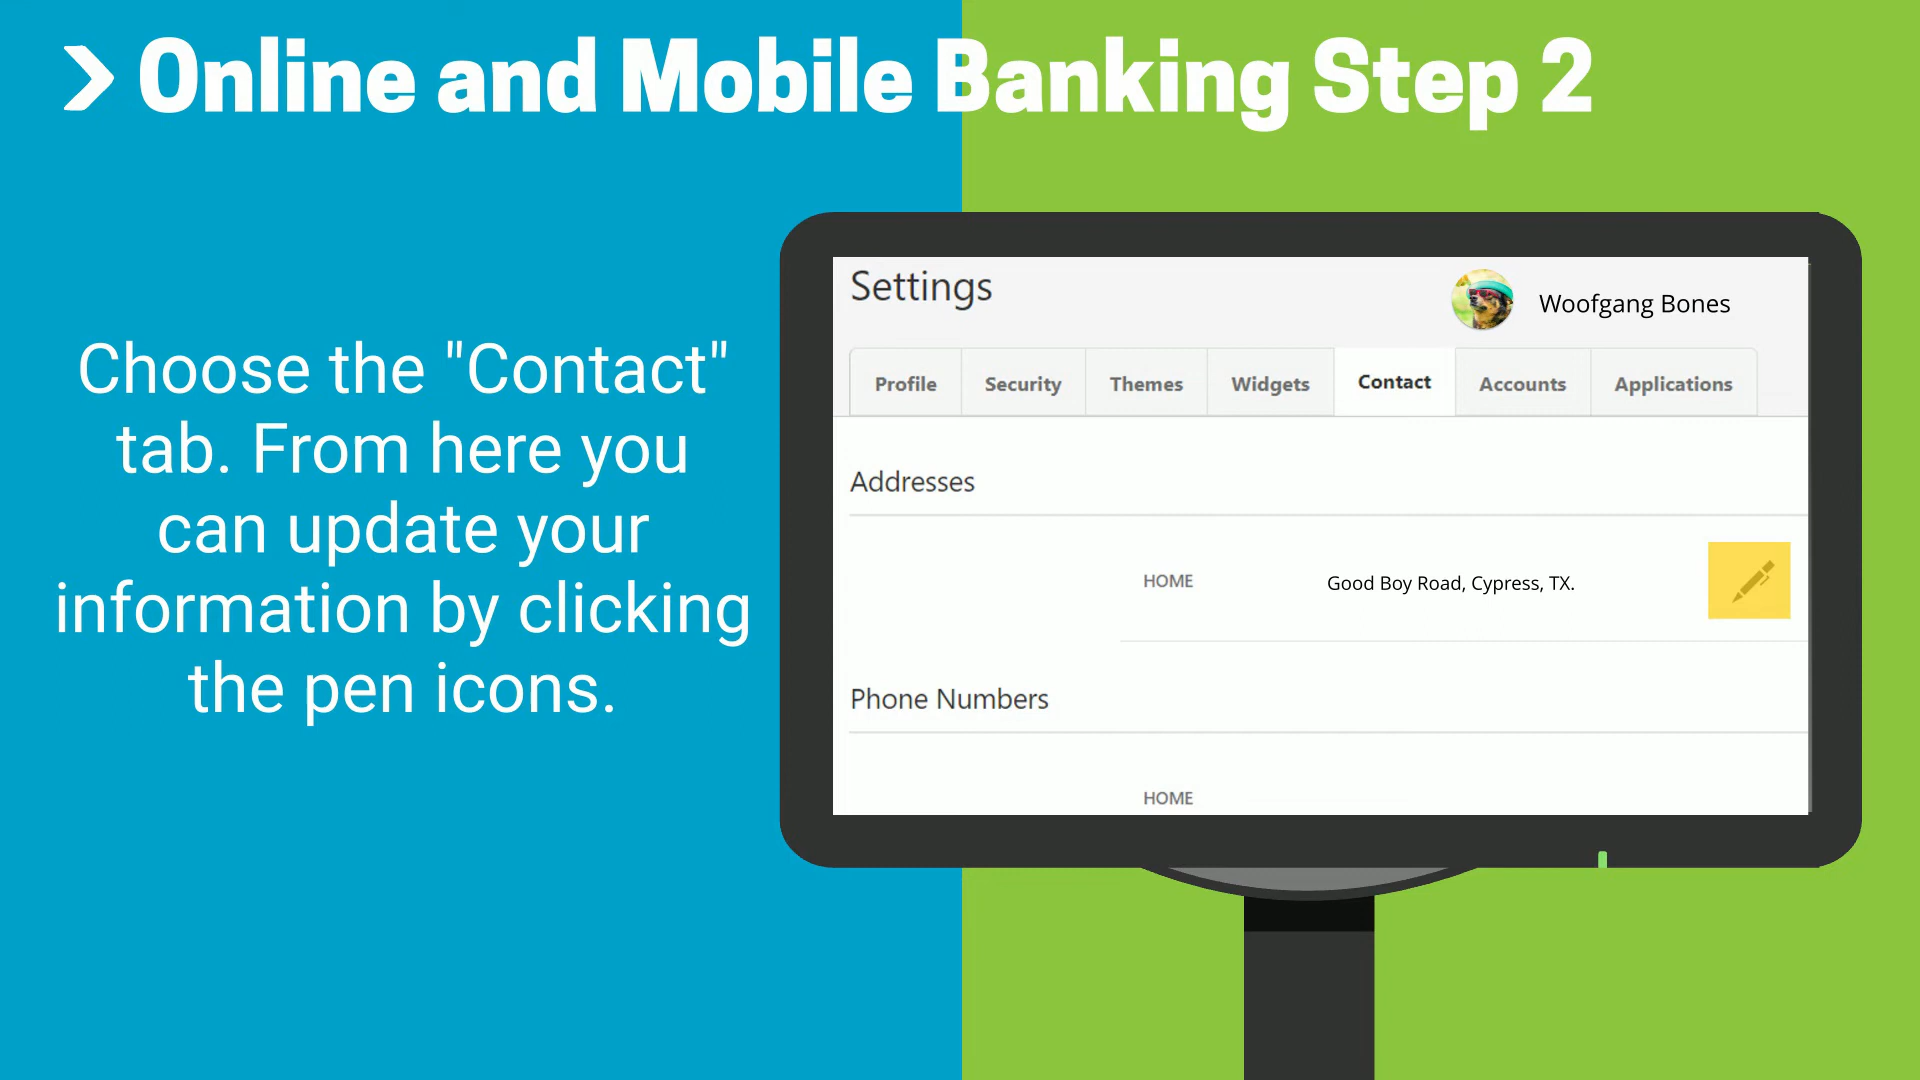 Online and Mobile Banking Step 2
Choose the "Contact"
tab. From here you
can update your
information by clicking
the pen icons.
Settings
Woofgang Bones
Profile Security Themes Widgets Contact Accounts Applications
Addresses
HOME Good Boy Road, Cypress, TX.
Phone Numbers
HOME